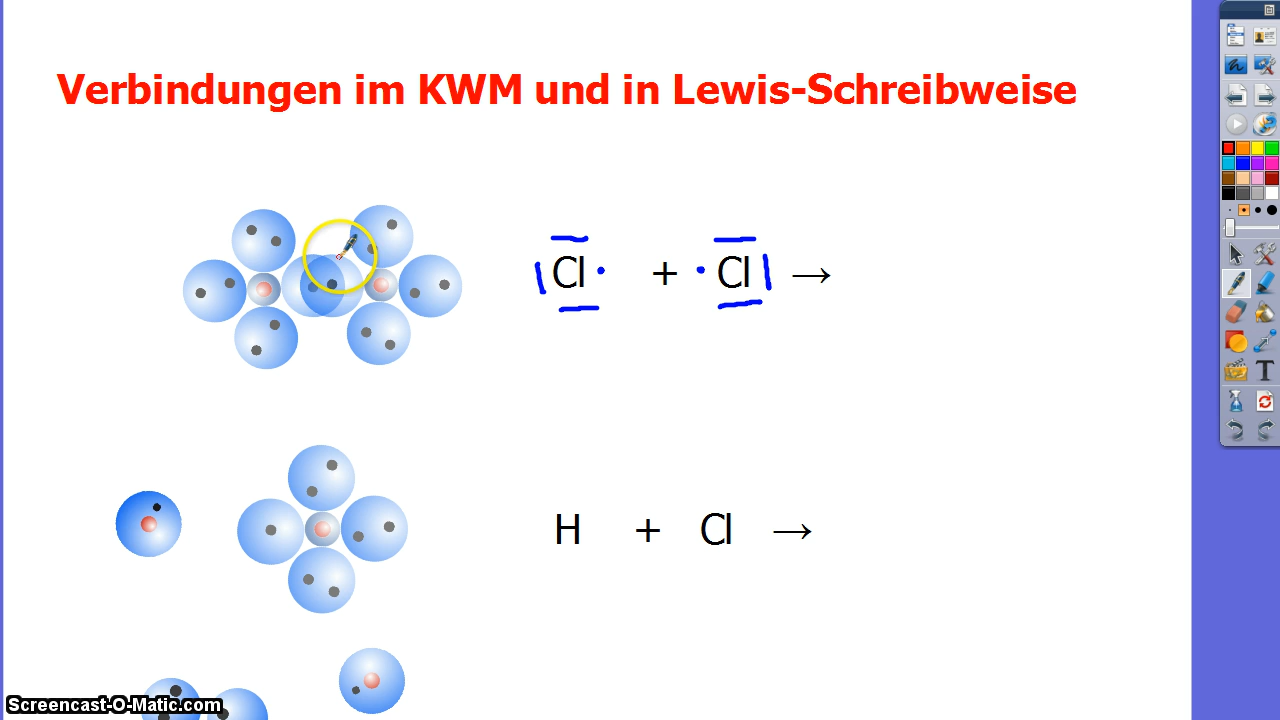 Verbindungen im KWM und in Lewis-Schreibweise
Cl + Cl →
H + Cl →
T
Screencast-O-Matic.com